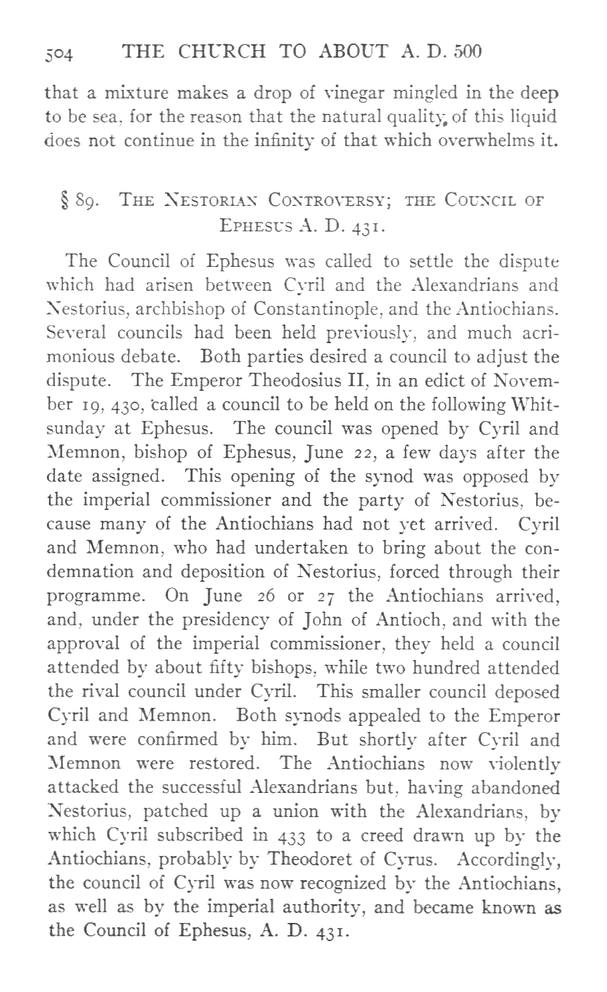 504 THE CHURCH TO ABOUT A. D. 500
that a mixture makes a drop of vinegar mingled in the deep
to be sea, for the reason that the natural quality, of this liquid
does not continue in the infinity of that which overwhelms it.
§ 89. The Nestorian Controversy; the Council of
Ephesus A. D. 431.
The Council of Ephesus was called to settle the dispute
which had arisen between Cyril and the Alexandrians and
Nestorius, archbishop of Constantinople, and the Antiochians.
Several councils had been held previously, and much acri-
monious debate. Both parties desired a council to adjust the
dispute. The Emperor Theodosius II, in an edict of Novem-
ber 19, 430, called a council to be held on the following Whit-
sunday at Ephesus. The council was opened by Cyril and
Memnon, bishop of Ephesus, June 22, a few days after the
date assigned. This opening of the synod was opposed by
the imperial commissioner and the party of Nestorius, be-
cause many of the Antiochians had not yet arrived. Cyril
and Memnon, who had undertaken to bring about the con-
demnation and deposition of Nestorius, forced through their
programme. On June 26 or 27 the Antiochians arrived,
and, under the presidency of John of Antioch, and with the
approval of the imperial commissioner, they held a council
attended by about fifty bishops, while two hundred attended
the rival council under Cyril. This smaller council deposed
Cyril and Memnon. Both synods appealed to the Emperor
and were confirmed by him. But shortly after Cyril and
Memnon were restored. The Antiochians now violently
attacked the successful Alexandrians but, having abandoned
Nestorius, patched up a union with the Alexandrians, by
which Cyril subscribed in 433 to a creed drawn up by the
Antiochians, probably by Theodoret of Cyrus. Accordingly,
the council of Cyril was now recognized by the Antiochians,
as well as by the imperial authority, and became known as
the Council of Ephesus, A. D. 431.